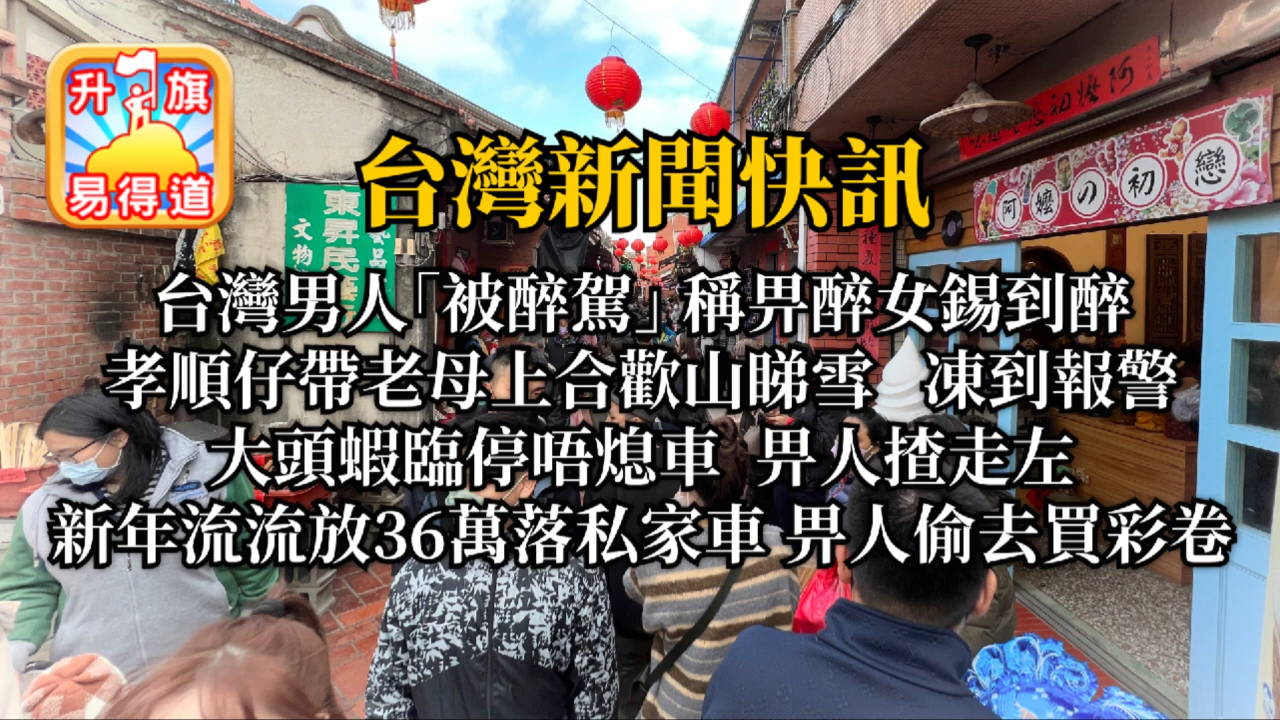 升旗
易得道
台灣新聞快訊
台灣男人「被醉駕」稱畀醉女錫到醉
孝順仔帶老母上合歡山睇雪 凍到報警
大頭蝦臨停唔熄車 畀人揸走左
新年流流放36萬落私家車 畀人偷去買彩卷
東昇民藝
文物
阿嬤の初戀